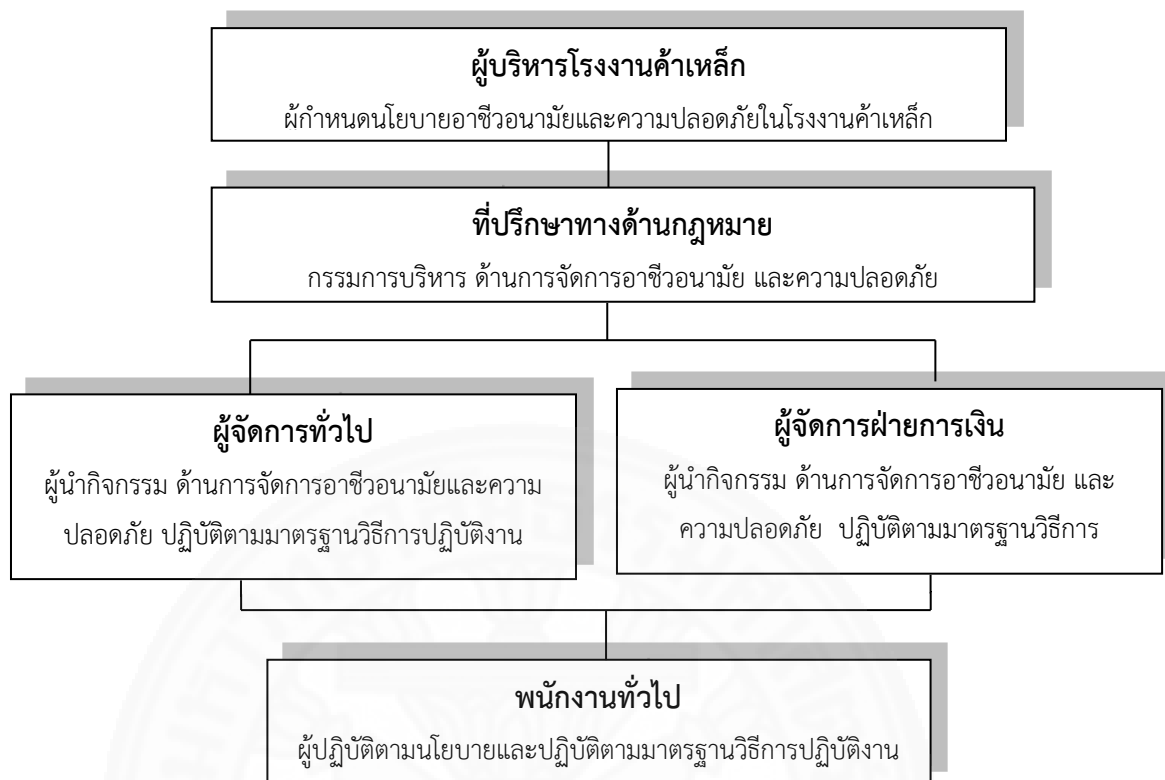 ผู้บริหารโรงงานค้าเหล็ก
ผ้กำหนดนโยบายอาชีวอนามัยและความปลอดภัยในโรงงานค้าเหล็ก
ที่ปรึกษาทางด้านกฎหมาย
กรรมการบริหาร ด้านการจัดการอาชีวอนามัย และความปลอดภัย
ผู้จัดการทั่วไป
ผู้นำกิจกรรม ด้านการจัดการอาชีวอนามัยและความ
ปลอดภัย ปฏิบัติตามมาตรฐานวิธีการปฏิบัติงาน
ผู้จัดการฝ่ายการเงิน
ผู้นำกิจกรรม ด้านการจัดการอาชีวอนามัย และ
ความปลอดภัย ปฏิบัติตามมาตรฐานวิธีการ
พนักงานทั่วไป
ผู้ปฏิบัติตามนโยบายและปฏิบัติตามมาตรฐานวิธีการปฏิบัติงาน